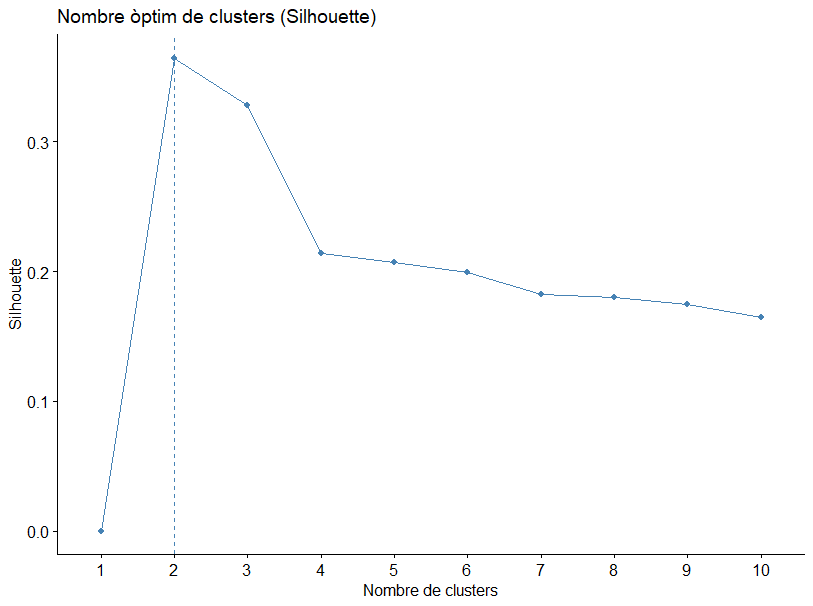 Nombre òptim de clusters (Silhouette)
Silhouette
0.3
0.2
0.1
0.0
1 2 3 4 5 6 7 8 9 10
Nombre de clusters